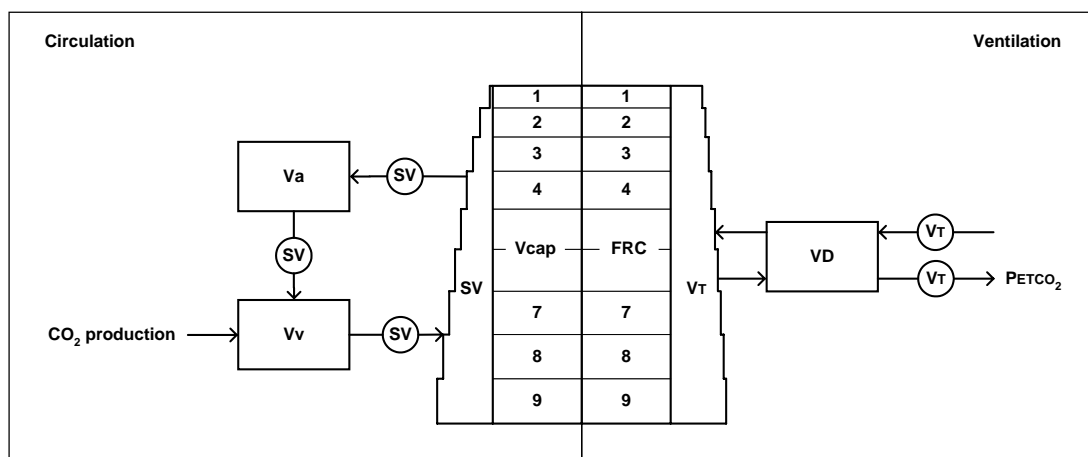 Circulation
Ventilation
1 1
2 2
3 3
4 4
Va SV
SV
Vcap FRC
SV VT
VT
VD
VT PETCO₂
7 7
CO₂ production Vv SV
8 8
9 9